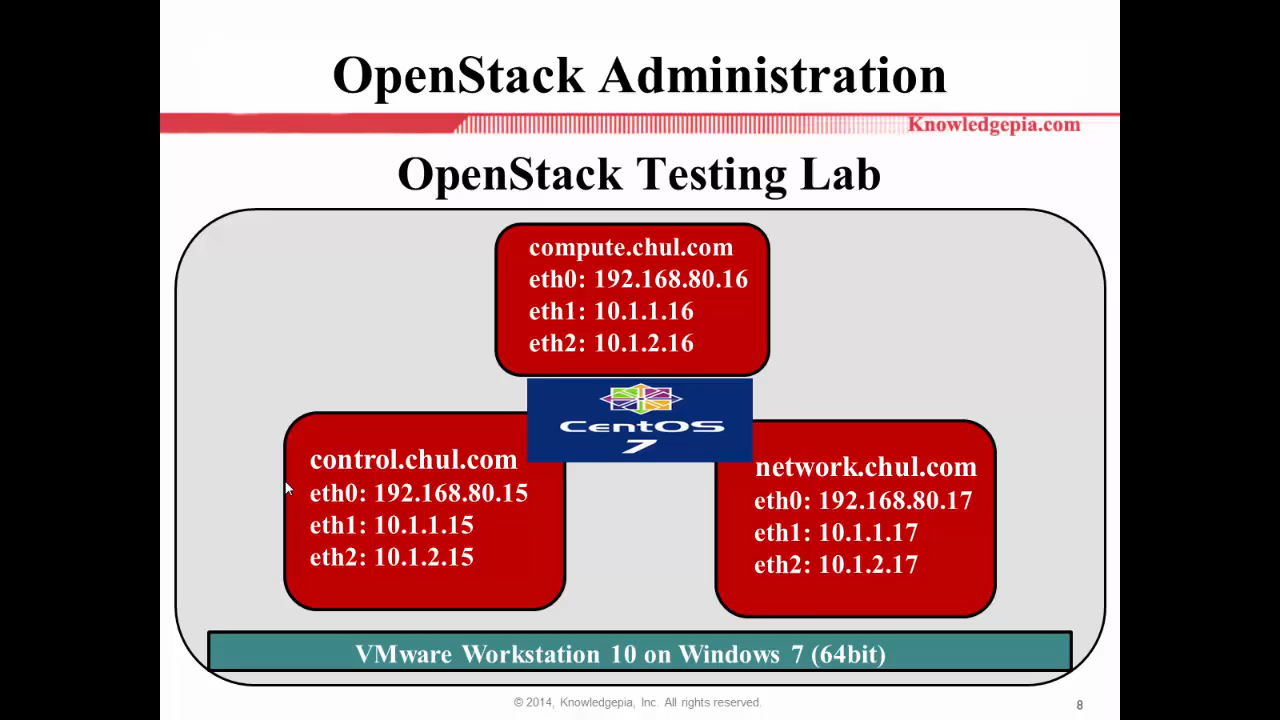 OpenStack Administration
Knowledgepia.com
OpenStack Testing Lab
compute.chul.com
eth0: 192.168.80.16
eth1: 10.1.1.16
eth2: 10.1.2.16
CentOS
7
control.chul.com
eth0: 192.168.80.15
eth1: 10.1.1.15
eth2: 10.1.2.15
network.chul.com
eth0: 192.168.80.17
eth1: 10.1.1.17
eth2: 10.1.2.17
VMware Workstation 10 on Windows 7 (64bit)
© 2014, Knowledgepia, Inc. All rights reserved.
8